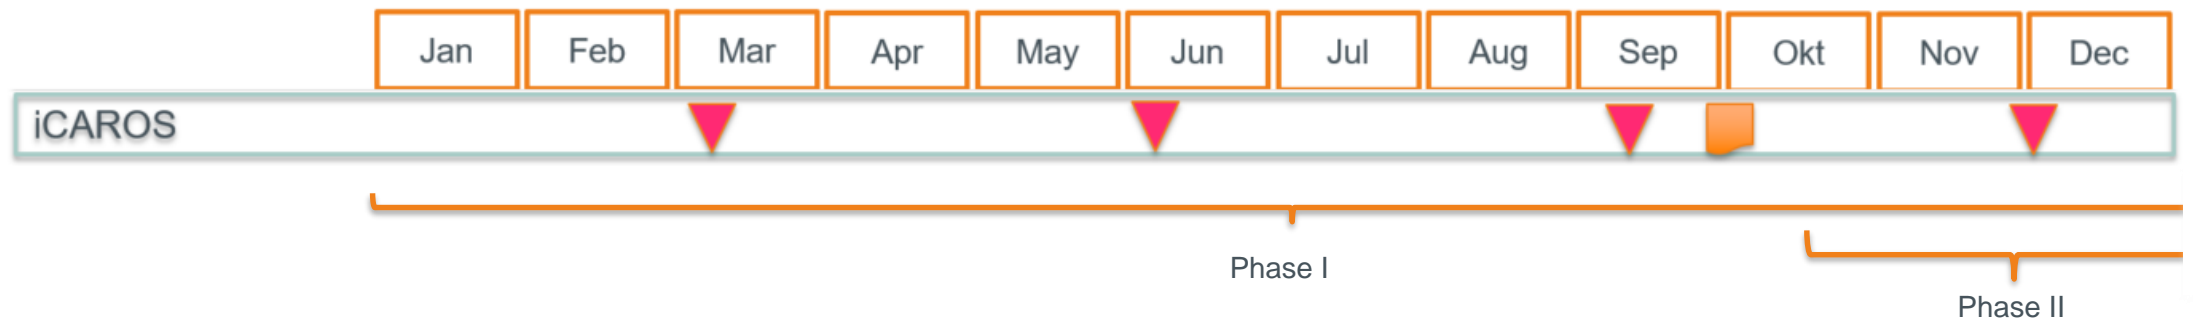 Jan Feb Mar Apr May Jun Jul Aug Sep Okt Nov Dec
iCAROS
Phase I
Phase II